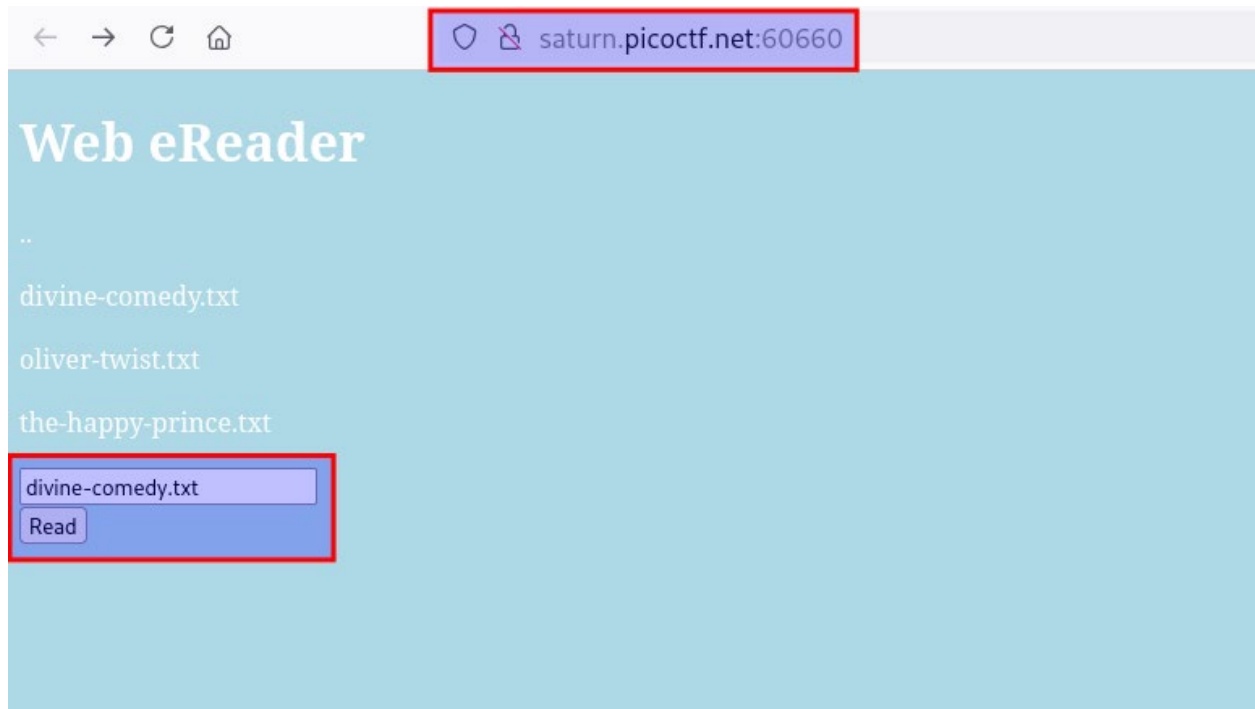 saturn.picoctf.net:60660
Web eReader
..
divine-comedy.txt
oliver-twist.txt
the-happy-prince.txt
divine-comedy.txt
Read